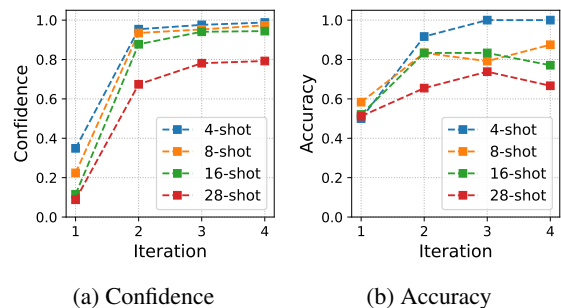 1.0
0.8
0.6
0.4
0.2
0.0
Confidence
1 2 3 4
Iteration
4-shot
8-shot
16-shot
28-shot
(a) Confidence
1.0
0.8
0.6
0.4
0.2
0.0
Accuracy
1 2 3 4
Iteration
4-shot
8-shot
16-shot
28-shot
(b) Accuracy